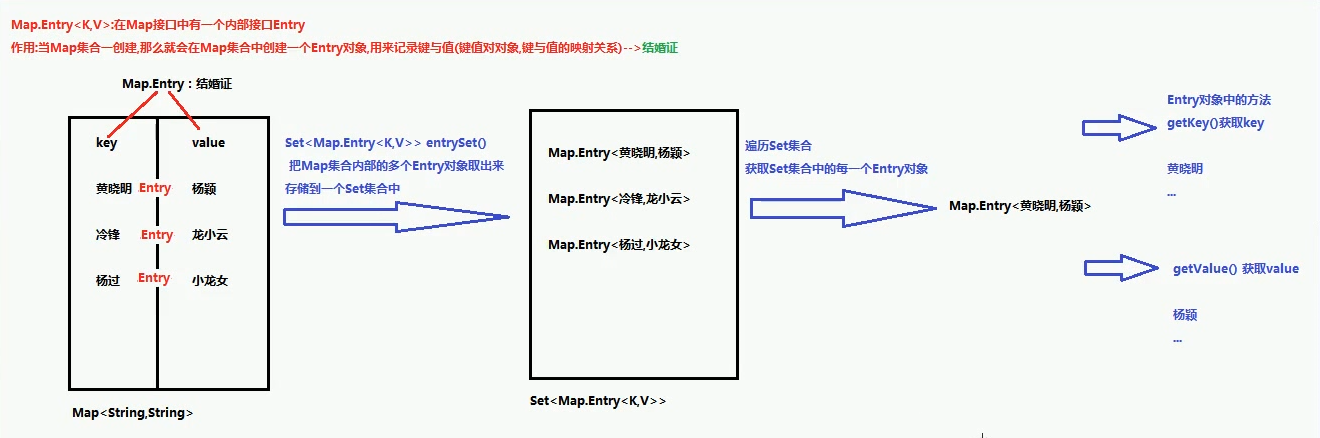 Map.Entry<K,V>:在Map接口中有一个内部接口Entry
作用:当Map集合一创建,那么就会在Map集合中创建一个Entry对象,用来记录键与值(键值对对象,键与值的映射关系)-->结婚证
Map.Entry : 结婚证
key value
黄晓明 Entry 杨颖
冷锋 Entry 龙小云
杨过 Entry 小龙女
Map<String,String>
Set<Map.Entry<K,V>> entrySet()
把Map集合内部的多个Entry对象取出来
存储到一个Set集合中
Map.Entry<黄晓明,杨颖>
Map.Entry<冷锋,龙小云>
Map.Entry<杨过,小龙女>
Set<Map.Entry<K,V>>
遍历Set集合
获取Set集合中的每一个Entry对象
Map.Entry<黄晓明,杨颖>
Entry对象中的方法
getKey()获取key
黄晓明
...
getValue() 获取value
杨颖
...